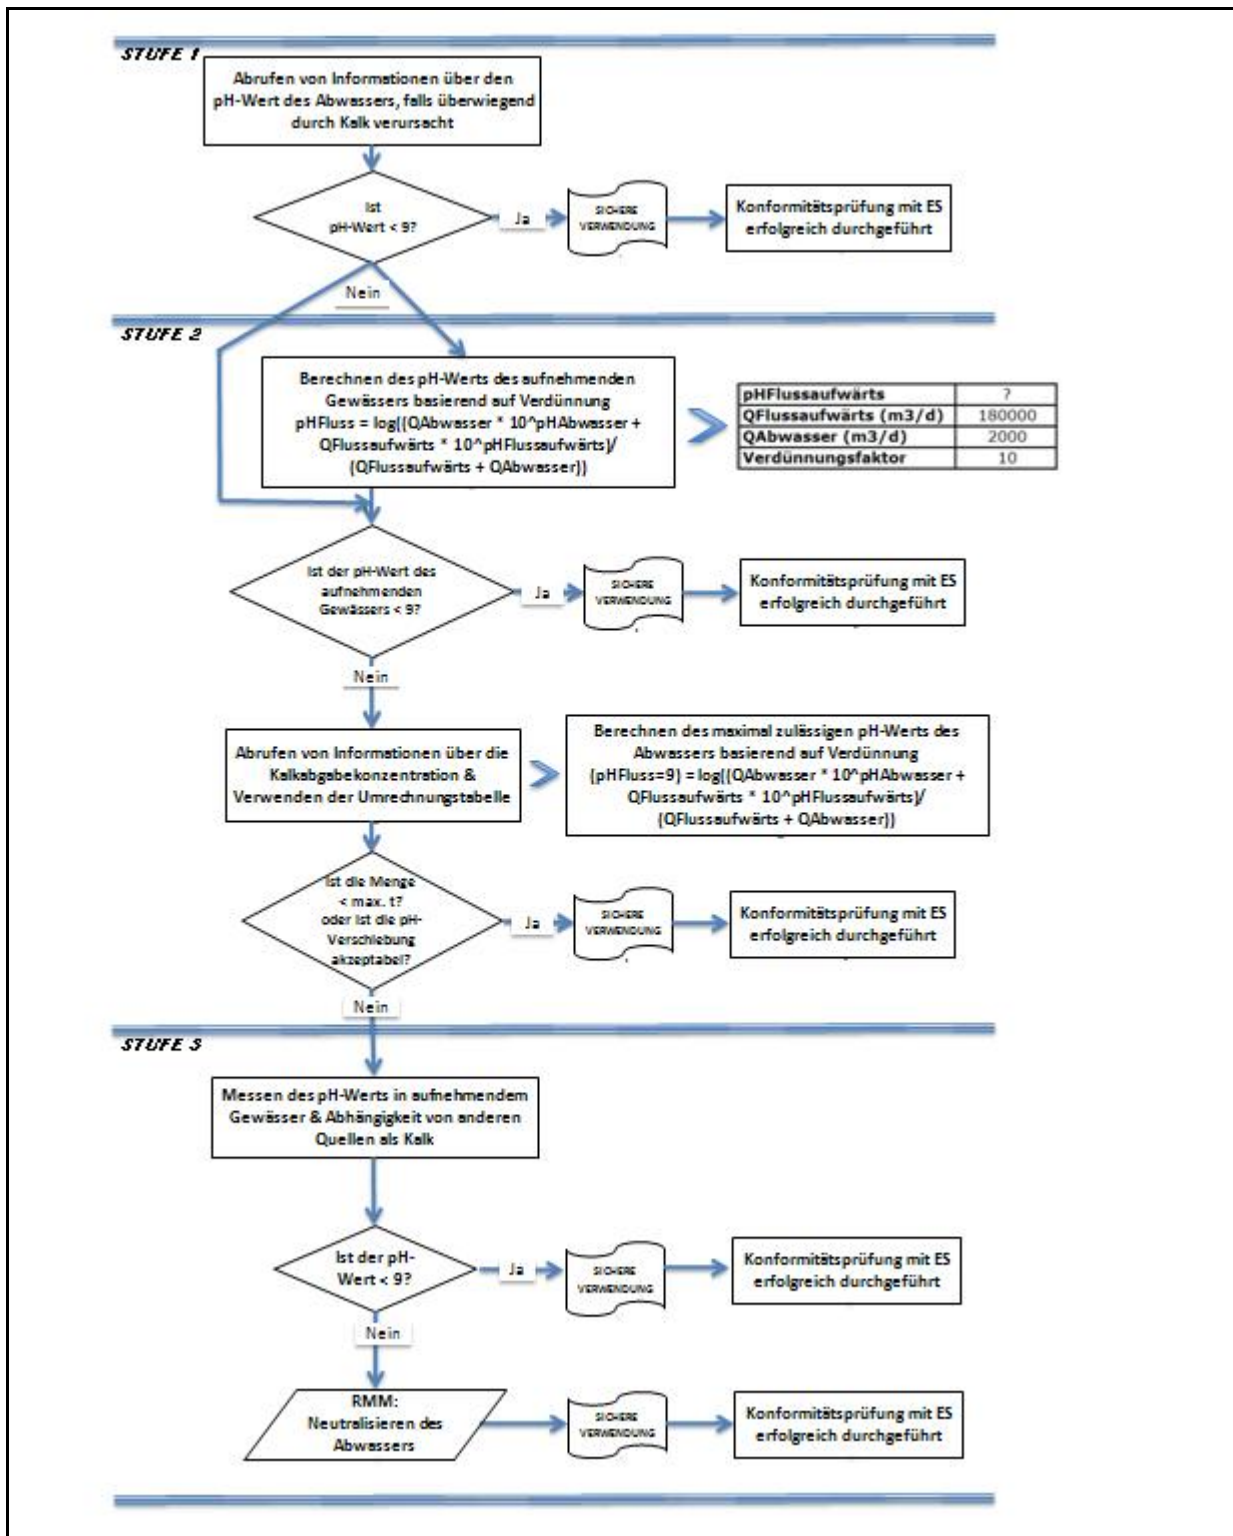 STUFE 1
Abrufen von Informationen über den
pH-Wert des Abwassers, falls überwiegend
durch Kalk verursacht
Ist
pH-Wert < 9?
Ja
SICHERE
VERWENDUNG
Konformitätsprüfung mit ES
erfolgreich durchgeführt
Nein
STUFE 2
Berechnen des pH-Werts des aufnehmenden
Gewässers basierend auf Verdünnung
pHFluss = log((QAbwasser * 10^pHAbwasser +
QFlussaufwärts * 10^pHFlussaufwärts)/
(QFlussaufwärts + QAbwasser))
pHFlussaufwärts ?
QFlussaufwärts (m3/d) 180000
QAbwasser (m3/d) 2000
Verdünnungsfaktor 10
Ist der pH-Wert des
aufnehmenden
Gewässers < 9?
Ja
SICHERE
VERWENDUNG
Konformitätsprüfung mit ES
erfolgreich durchgeführt
Nein
Abrufen von Informationen über die
Kalkabgabekonzentration &
Verwenden der Umrechnungstabelle
Berechnen des maximal zulässigen pH-Werts des
Abwassers basierend auf Verdünnung
(pHFluss=9) = log((QAbwasser * 10^pHAbwasser +
QFlussaufwärts * 10^pHFlussaufwärts)/
(QFlussaufwärts + QAbwasser))
Ist die Menge
< max. t?
oder ist die pH-
Verschiebung
akzeptabel?
Ja
SICHERE
VERWENDUNG
Konformitätsprüfung mit ES
erfolgreich durchgeführt
Nein
STUFE 3
Messen des pH-Werts in aufnehmendem
Gewässer & Abhängigkeit von anderen
Quellen als Kalk
Ist der pH-
Wert < 9?
Ja
SICHERE
VERWENDUNG
Konformitätsprüfung mit ES
erfolgreich durchgeführt
Nein
RMM:
Neutralisieren des
Abwassers
SICHERE
VERWENDUNG
Konformitätsprüfung mit ES
erfolgreich durchgeführt